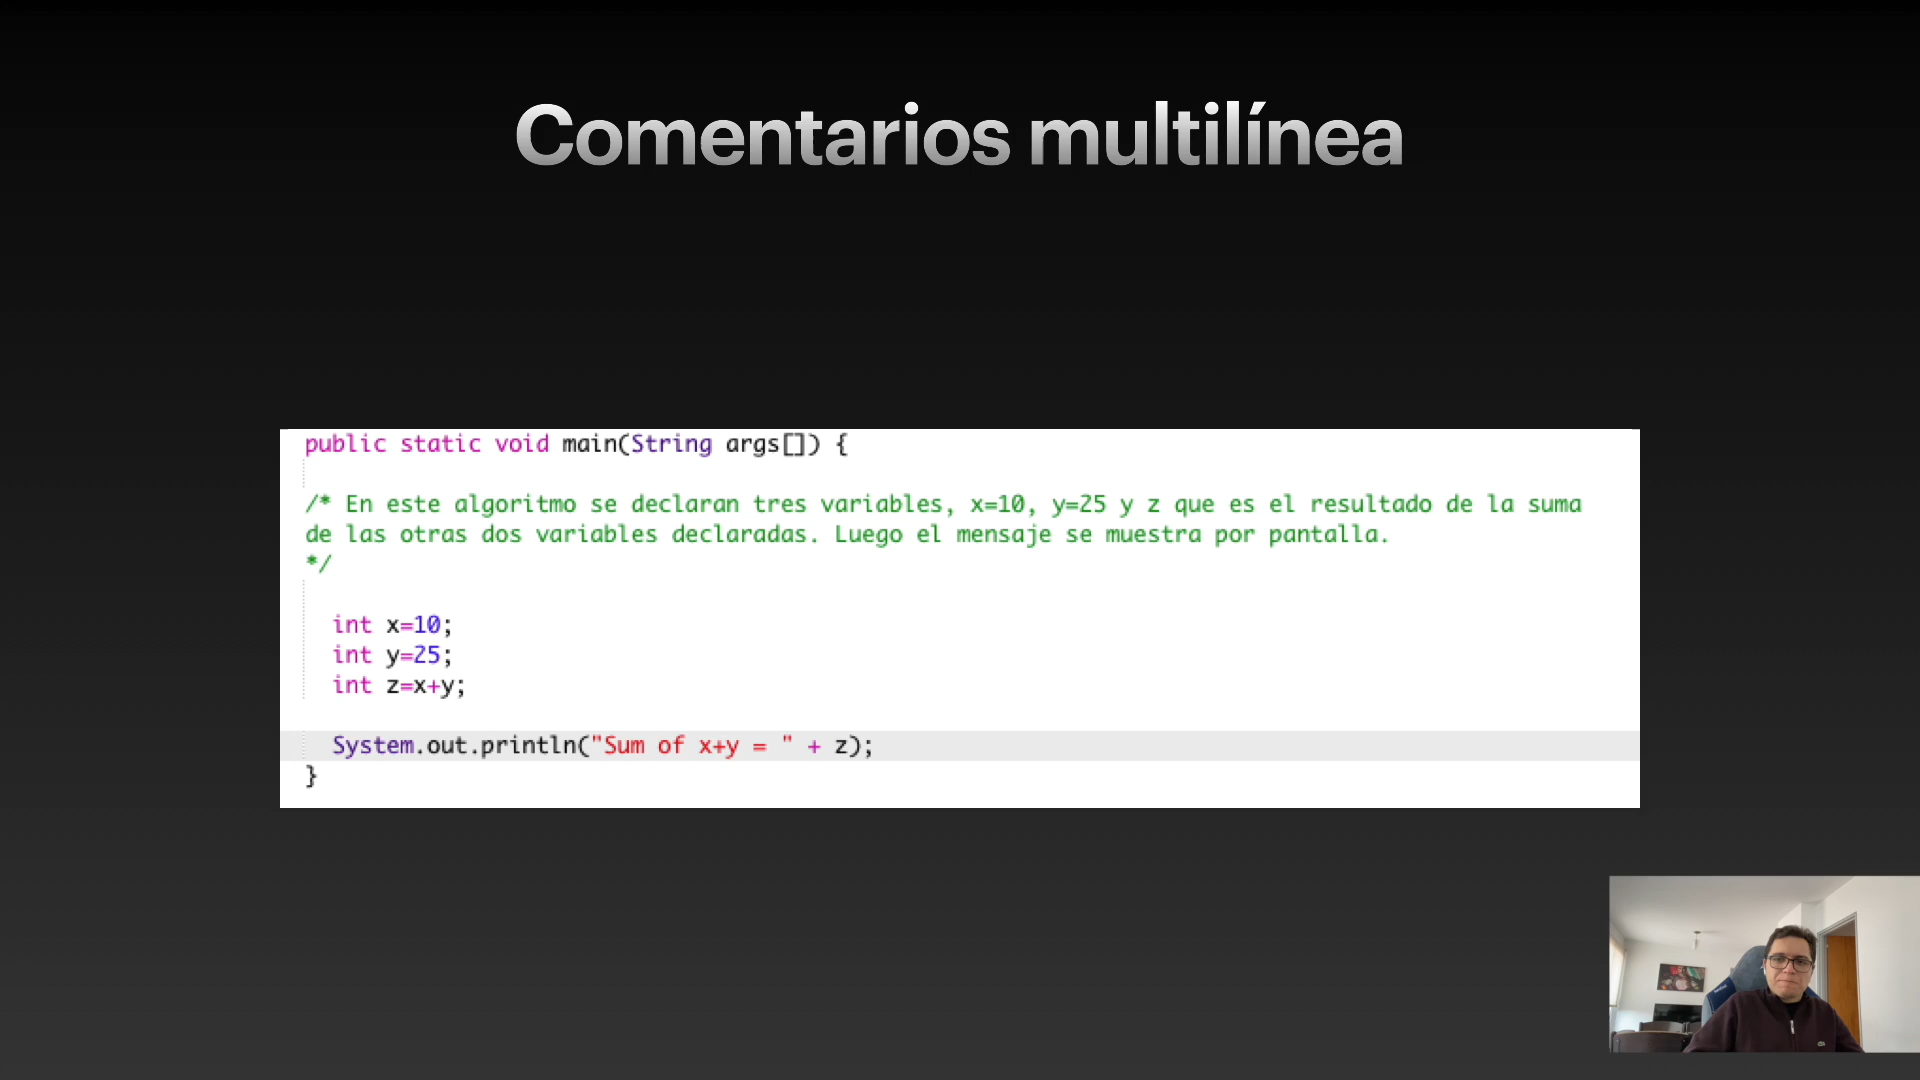 Comentarios multilínea
public static void main(String args[]) {
/* En este algoritmo se declaran tres variables, x=10, y=25 y z que es el resultado de la suma
de las otras dos variables declaradas. Luego el mensaje se muestra por pantalla.
*/
int x=10;
int y=25;
int z=x+y;
System.out.println("Sum of x+y = " + z);
}